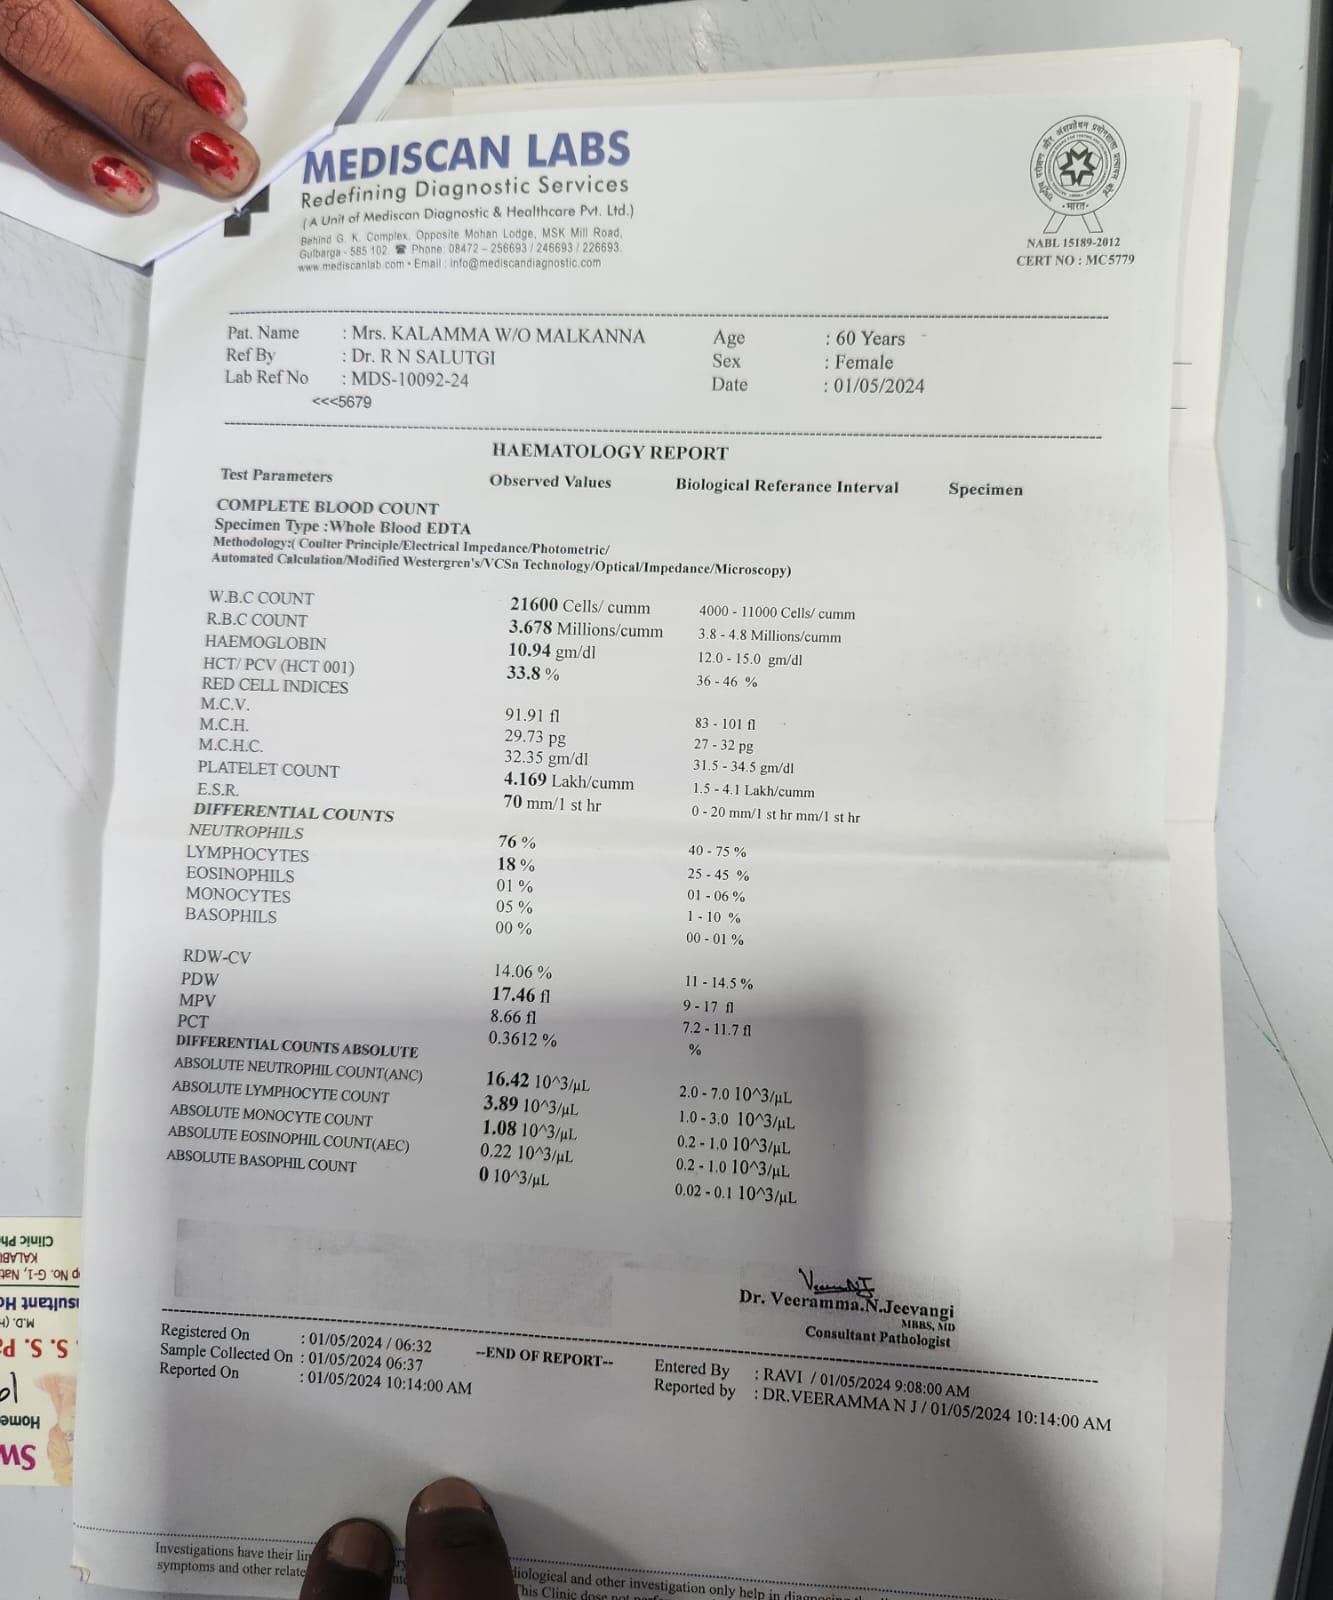 MEDISCAN LABS
Redefining Diagnostic Services
(A Unit of Mediscan Diagnostic & Healthcare Pvt. Ltd.)
Behind G. K. Complex, Opposite Mohan Lodge, MSK Mill Road,
Gulbarga - 585 102. ☎ Phone: 08472 – 256693 / 246693 / 226693.
www.mediscanlab.com • Email : info@mediscandiagnostic.com
भारत
NABL 15189-2012
CERT NO : MC5779
Pat. Name : Mrs. KALAMMA W/O MALKANNA Age : 60 Years
Ref By : Dr. R N SALUTGI Sex : Female
Lab Ref No : MDS-10092-24 Date : 01/05/2024
<<<5679
HAEMATOLOGY REPORT
Test Parameters Observed Values Biological Referance Interval Specimen
COMPLETE BLOOD COUNT
Specimen Type :Whole Blood EDTA
Methodology:( Coulter Principle/Electrical Impedance/Photometric/
Automated Calculation/Modified Westergren's/VCSn Technology/Optical/Impedance/Microscopy)
W.B.C COUNT 21600 Cells/ cumm 4000 - 11000 Cells/ cumm
R.B.C COUNT 3.678 Millions/cumm 3.8 - 4.8 Millions/cumm
HAEMOGLOBIN 10.94 gm/dl 12.0 - 15.0 gm/dl
HCT/ PCV (HCT 001) 33.8 % 36 - 46 %
RED CELL INDICES
M.C.V. 91.91 fl 83 - 101 fl
M.C.H. 29.73 pg 27 - 32 pg
M.C.H.C. 32.35 gm/dl 31.5 - 34.5 gm/dl
PLATELET COUNT 4.169 Lakh/cumm 1.5 - 4.1 Lakh/cumm
E.S.R. 70 mm/1 st hr 0 - 20 mm/1 st hr mm/1 st hr
DIFFERENTIAL COUNTS
NEUTROPHILS 76 % 40 - 75 %
LYMPHOCYTES 18 % 25 - 45 %
EOSINOPHILS 01 % 01 - 06 %
MONOCYTES 05 % 1 - 10 %
BASOPHILS 00 % 00 - 01 %
RDW-CV 14.06 % 11 - 14.5 %
PDW 17.46 fl 9 - 17 fl
MPV 8.66 fl 7.2 - 11.7 fl
PCT 0.3612 % %
DIFFERENTIAL COUNTS ABSOLUTE
ABSOLUTE NEUTROPHIL COUNT(ANC) 16.42 10^3/µL 2.0 - 7.0 10^3/µL
ABSOLUTE LYMPHOCYTE COUNT 3.89 10^3/µL 1.0 - 3.0 10^3/µL
ABSOLUTE MONOCYTE COUNT 1.08 10^3/µL 0.2 - 1.0 10^3/µL
ABSOLUTE EOSINOPHIL COUNT(AEC) 0.22 10^3/µL 0.2 - 1.0 10^3/µL
ABSOLUTE BASOPHIL COUNT 0 10^3/µL 0.02 - 0.1 10^3/µL
Dr. Veeramma.N.Jeevangi
MBBS, MD
Consultant Pathologist
Registered On : 01/05/2024 / 06:32 --END OF REPORT-- Entered By : RAVI / 01/05/2024 9:08:00 AM
Sample Collected On : 01/05/2024 06:37 Reported by : DR.VEERAMMA N J / 01/05/2024 10:14:00 AM
Reported On : 01/05/2024 10:14:00 AM
Investigations have their
diological and other investigation only help in
symptoms and other
This Clinic
Clinic
No. G-1,
M.D.
S. S.